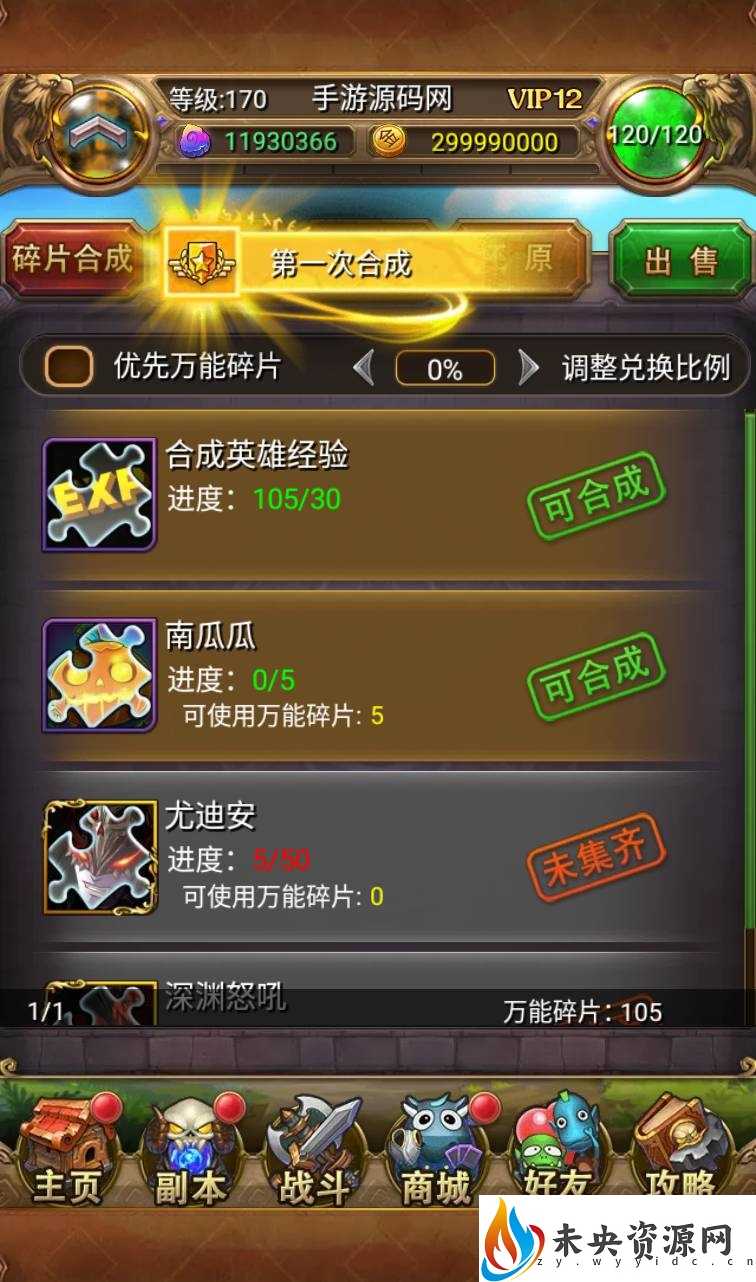 等级:170 手游源码网 VIP12
11930366 299990000 120/120
碎片合成 第一次合成 还原 出售
优先万能碎片 0% 调整兑换比例
EXP
合成英雄经验
进度：105/30
可合成
南瓜瓜
进度：0/5
可使用万能碎片: 5
可合成
尤迪安
进度：5/50
可使用万能碎片: 0
未集齐
深渊怒吼
1/1 万能碎片：105
主页 副本 战斗 商城 好友 攻略
未央资源网
zy.wyyidc.cn